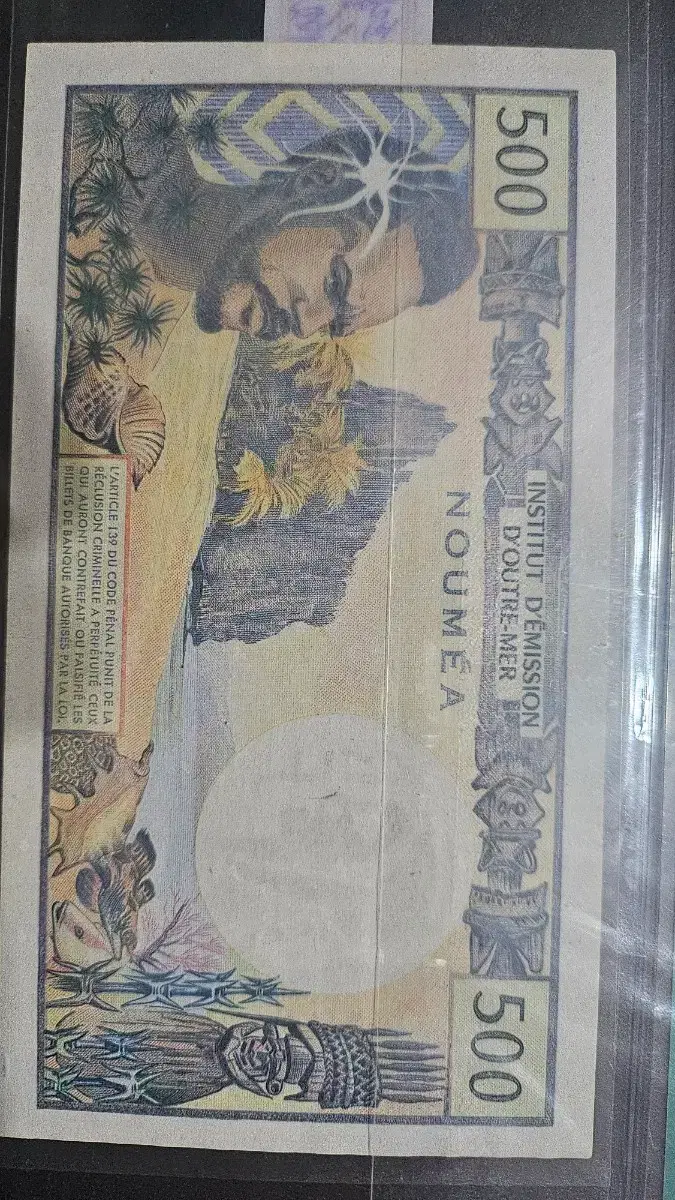 500
INSTITUT D'ÉMISSION
D'OUTRE-MER
NOUMÉA
500
L'ARTICLE 139 DU CODE PÉNAL PUNIT DE LA
RÉCLUSION CRIMINELLE A PERPÉTUITÉ CEUX
QUI AURONT CONTREFAIT OU FALSIFIÉ LES
BILLETS DE BANQUE AUTORISÉS PAR LA LOI.